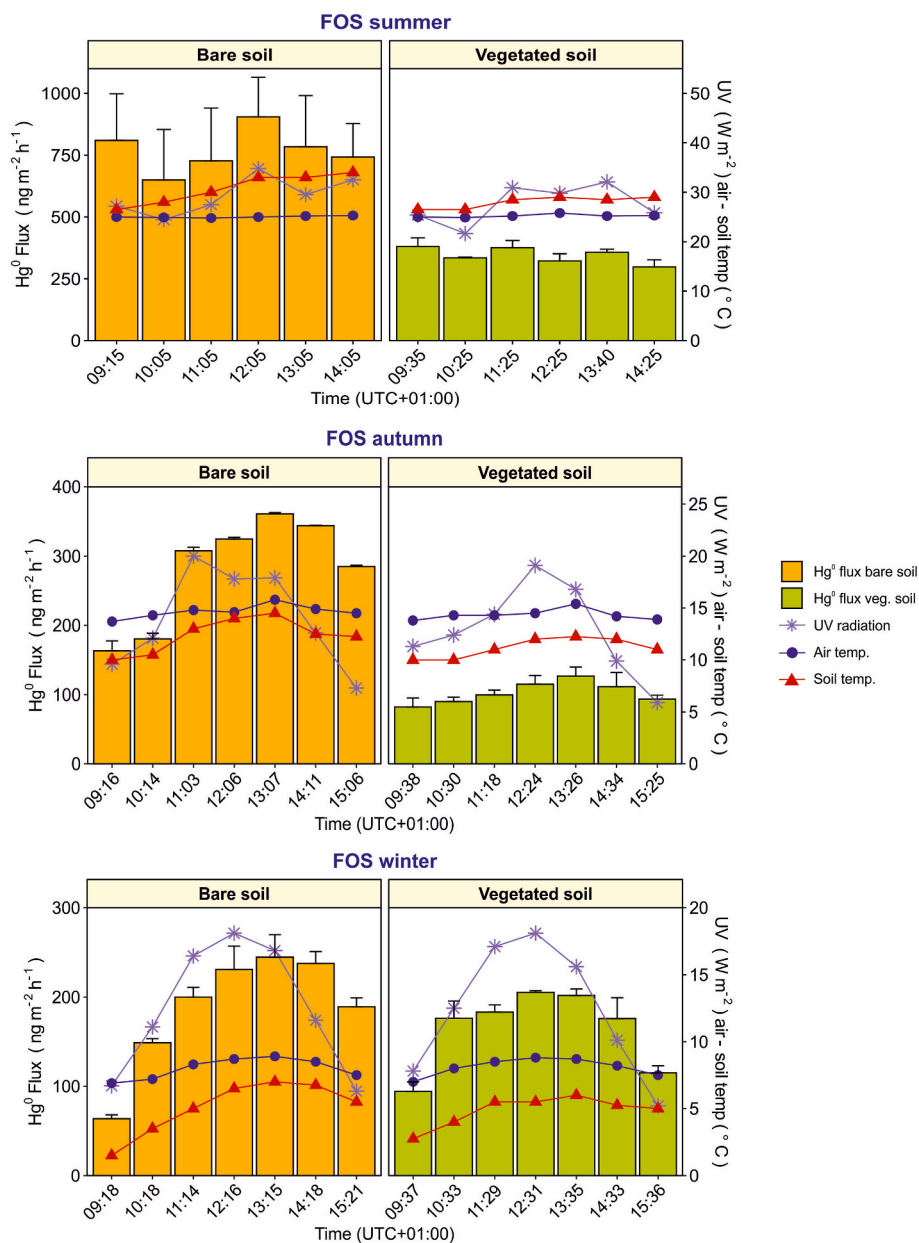 FOS summer
Bare soil
Vegetated soil
Hg⁰ Flux ( ng m⁻² h⁻¹ )
1000
750
500
250
0
50
40
30
20
10
0
UV ( W m⁻² ) air - soil temp ( ° C )
09:15 10:05 11:05 12:05 13:05 14:05
09:35 10:25 11:25 12:25 13:40 14:25
Time (UTC+01:00)
FOS autumn
Bare soil
Vegetated soil
Hg⁰ Flux ( ng m⁻² h⁻¹ )
400
300
200
100
0
25
20
15
10
5
0
UV ( W m⁻² ) air - soil temp ( ° C )
09:16 10:14 11:03 12:06 13:07 14:11 15:06
09:38 10:30 11:18 12:24 13:26 14:34 15:25
Time (UTC+01:00)
Hg⁰ flux bare soil
Hg⁰ flux veg. soil
UV radiation
Air temp.
Soil temp.
FOS winter
Bare soil
Vegetated soil
Hg⁰ Flux ( ng m⁻² h⁻¹ )
300
200
100
0
20
15
10
5
0
UV ( W m⁻² ) air - soil temp ( ° C )
09:18 10:18 11:14 12:16 13:15 14:18 15:21
09:37 10:33 11:29 12:31 13:35 14:33 15:36
Time (UTC+01:00)